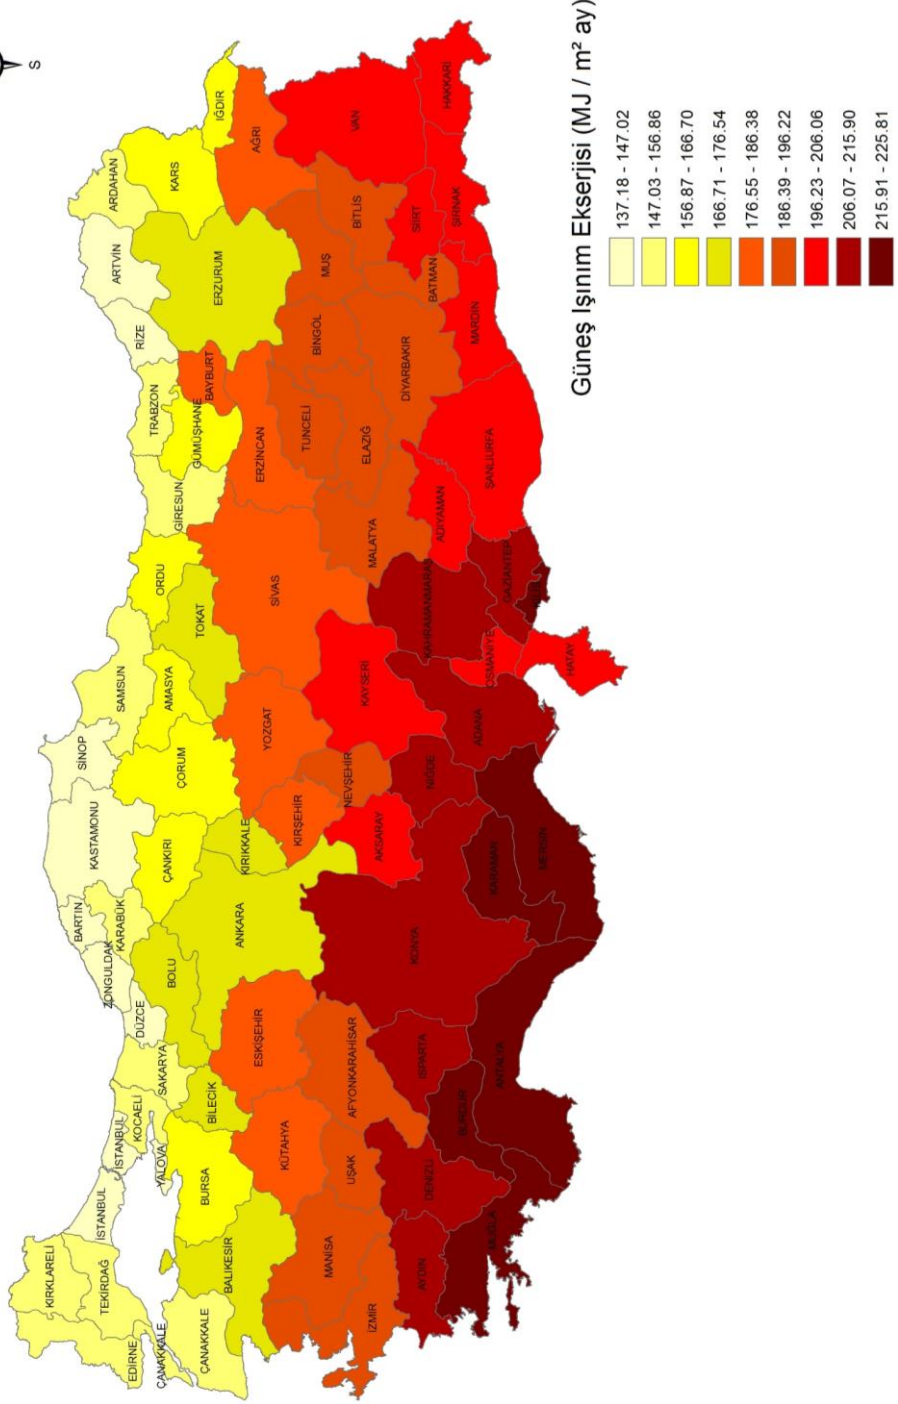 S
KIRKLARELİ
EDİRNE
TEKİRDAĞ
İSTANBUL
İSTANBUL
ÇANAKKALE
ÇANAKKALE
YALOVA
KOCAELİ
SAKARYA
DÜZCE
ZONGULDAK
BARTIN
KARABÜK
KASTAMONU
SİNOP
SAMSUN
ORDU
GİRESUN
TRABZON
RİZE
ARTVİN
ARDAHAN
KARS
IĞDIR
AĞRI
BALIKESİR
BURSA
BİLECİK
BOLU
ANKARA
ÇANKIRI
KIRIKKALE
ÇORUM
AMASYA
TOKAT
GÜMÜŞHANE
BAYBURT
ERZURUM
KÜTAHYA
ESKİŞEHİR
KIRŞEHİR
YOZGAT
SİVAS
ERZİNCAN
TUNCELİ
BİNGÖL
MUŞ
BİTLİS
VAN
MANİSA
İZMİR
UŞAK
AFYONKARAHİSAR
AKSARAY
NEVŞEHİR
KAYSERİ
MALATYA
ELAZIĞ
DİYARBAKIR
BATMAN
SİİRT
ŞIRNAK
HAKKARİ
AYDIN
DENİZLİ
ISPARTA
BURDUR
KONYA
NİĞDE
KAHRAMANMARAŞ
ADIYAMAN
ŞANLIURFA
MARDİN
MUĞLA
ANTALYA
KARAMAN
MERSİN
ADANA
OSMANİYE
HATAY
GAZİANTEP
Güneş Işınım Ekserjisi (MJ / m² ay)
137.18 - 147.02
147.03 - 156.86
156.87 - 166.70
166.71 - 176.54
176.55 - 186.38
186.39 - 196.22
196.23 - 206.06
206.07 - 215.90
215.91 - 225.81